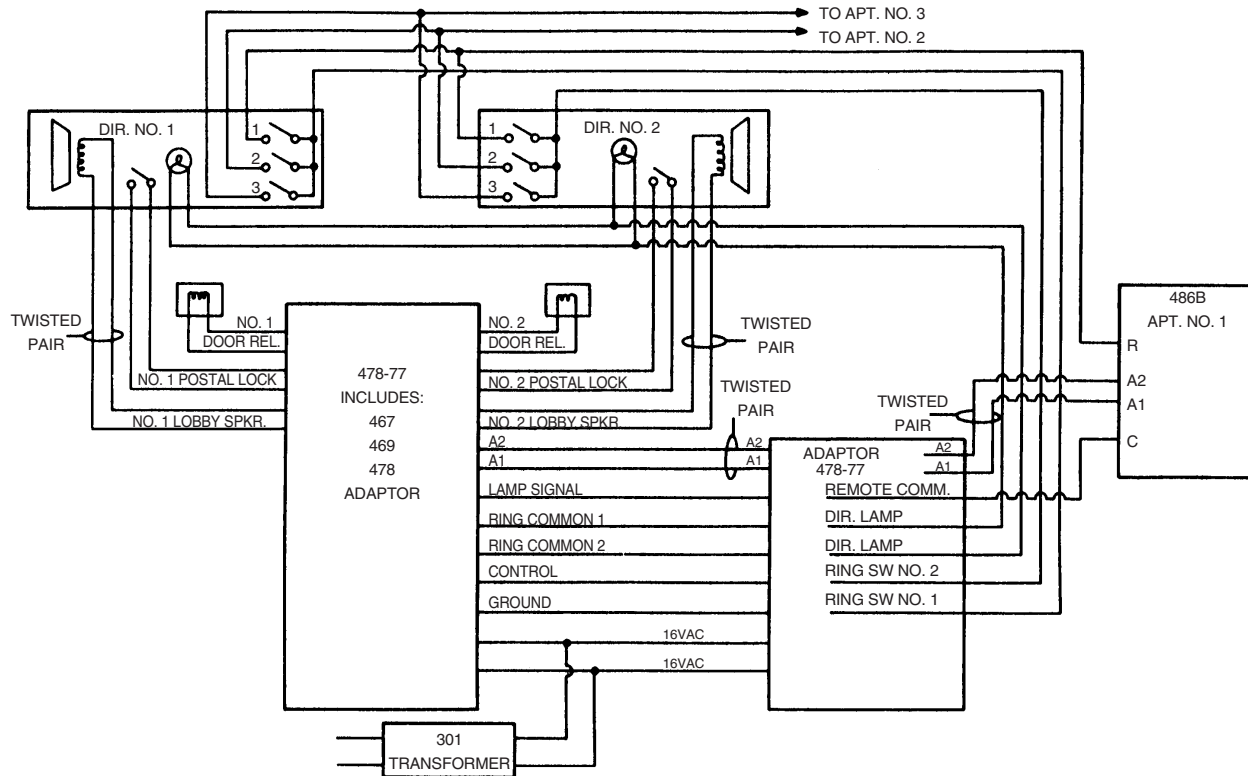 TO APT. NO. 3
TO APT. NO. 2
DIR. NO. 1
1
2
3
1
2
3
DIR. NO. 2
TWISTED
PAIR
NO. 1
DOOR REL.
NO. 1 POSTAL LOCK
NO. 1 LOBBY SPKR.
478-77
INCLUDES:
467
469
478
ADAPTOR
NO. 2
DOOR REL.
NO. 2 POSTAL LOCK
NO. 2 LOBBY SPKR.
A2
A1
LAMP SIGNAL
RING COMMON 1
RING COMMON 2
CONTROL
GROUND
16VAC
16VAC
TWISTED
PAIR
TWISTED
PAIR
A2
A1
ADAPTOR
478-77
A2
A1
REMOTE COMM.
DIR. LAMP
DIR. LAMP
RING SW NO. 2
RING SW NO. 1
TWISTED
PAIR
486B
APT. NO. 1
R
A2
A1
C
301
TRANSFORMER